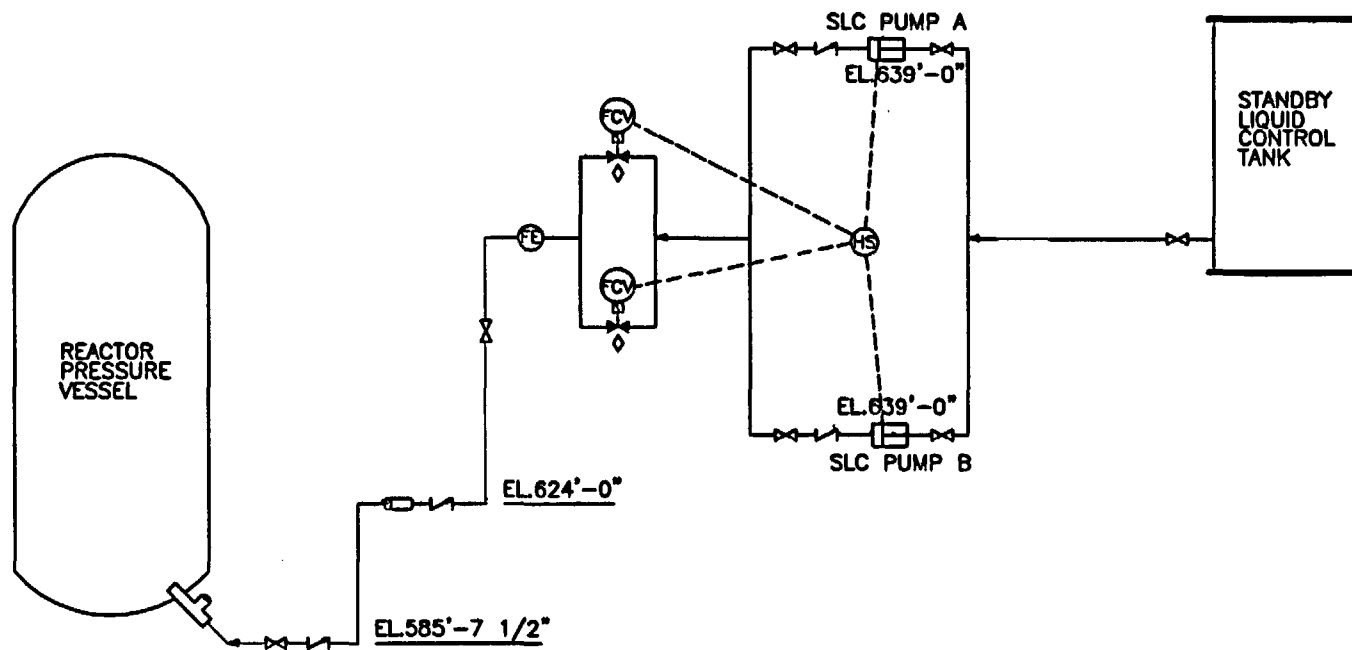 SLC PUMP A
EL.639'-0"
STANDBY
LIQUID
CONTROL
TANK
FCV
FE
HS
FCV
REACTOR
PRESSURE
VESSEL
EL.639'-0"
SLC PUMP B
EL.624'-0"
EL.585'-7 1/2"